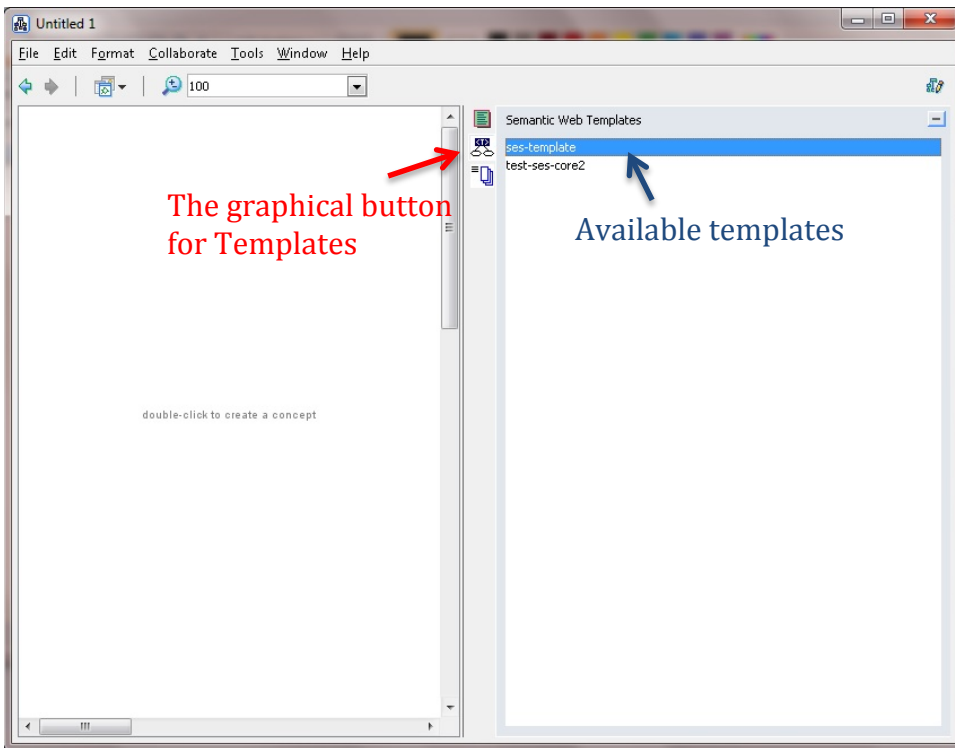 Untitled 1
File Edit Format Collaborate Tools Window Help
100
Semantic Web Templates
ses-template
test-ses-core2
The graphical button
for Templates
Available templates
double-click to create a concept